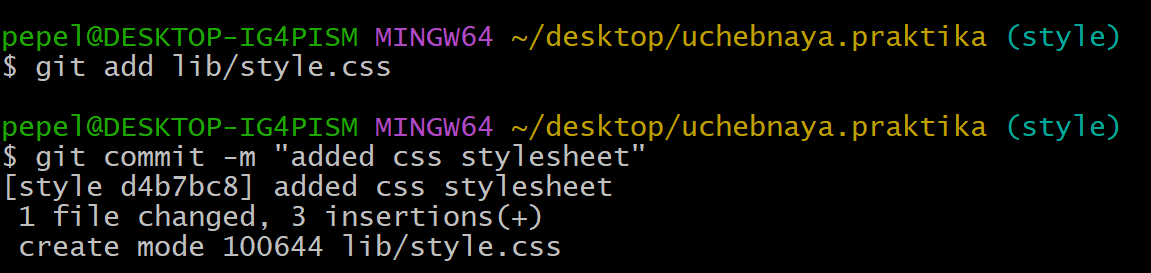 pepel@DESKTOP-IG4PISM MINGW64 ~/desktop/uchebnaya.praktika (style)
$ git add lib/style.css
pepel@DESKTOP-IG4PISM MINGW64 ~/desktop/uchebnaya.praktika (style)
$ git commit -m "added css stylesheet"
[style d4b7bc8] added css stylesheet
 1 file changed, 3 insertions(+)
 create mode 100644 lib/style.css